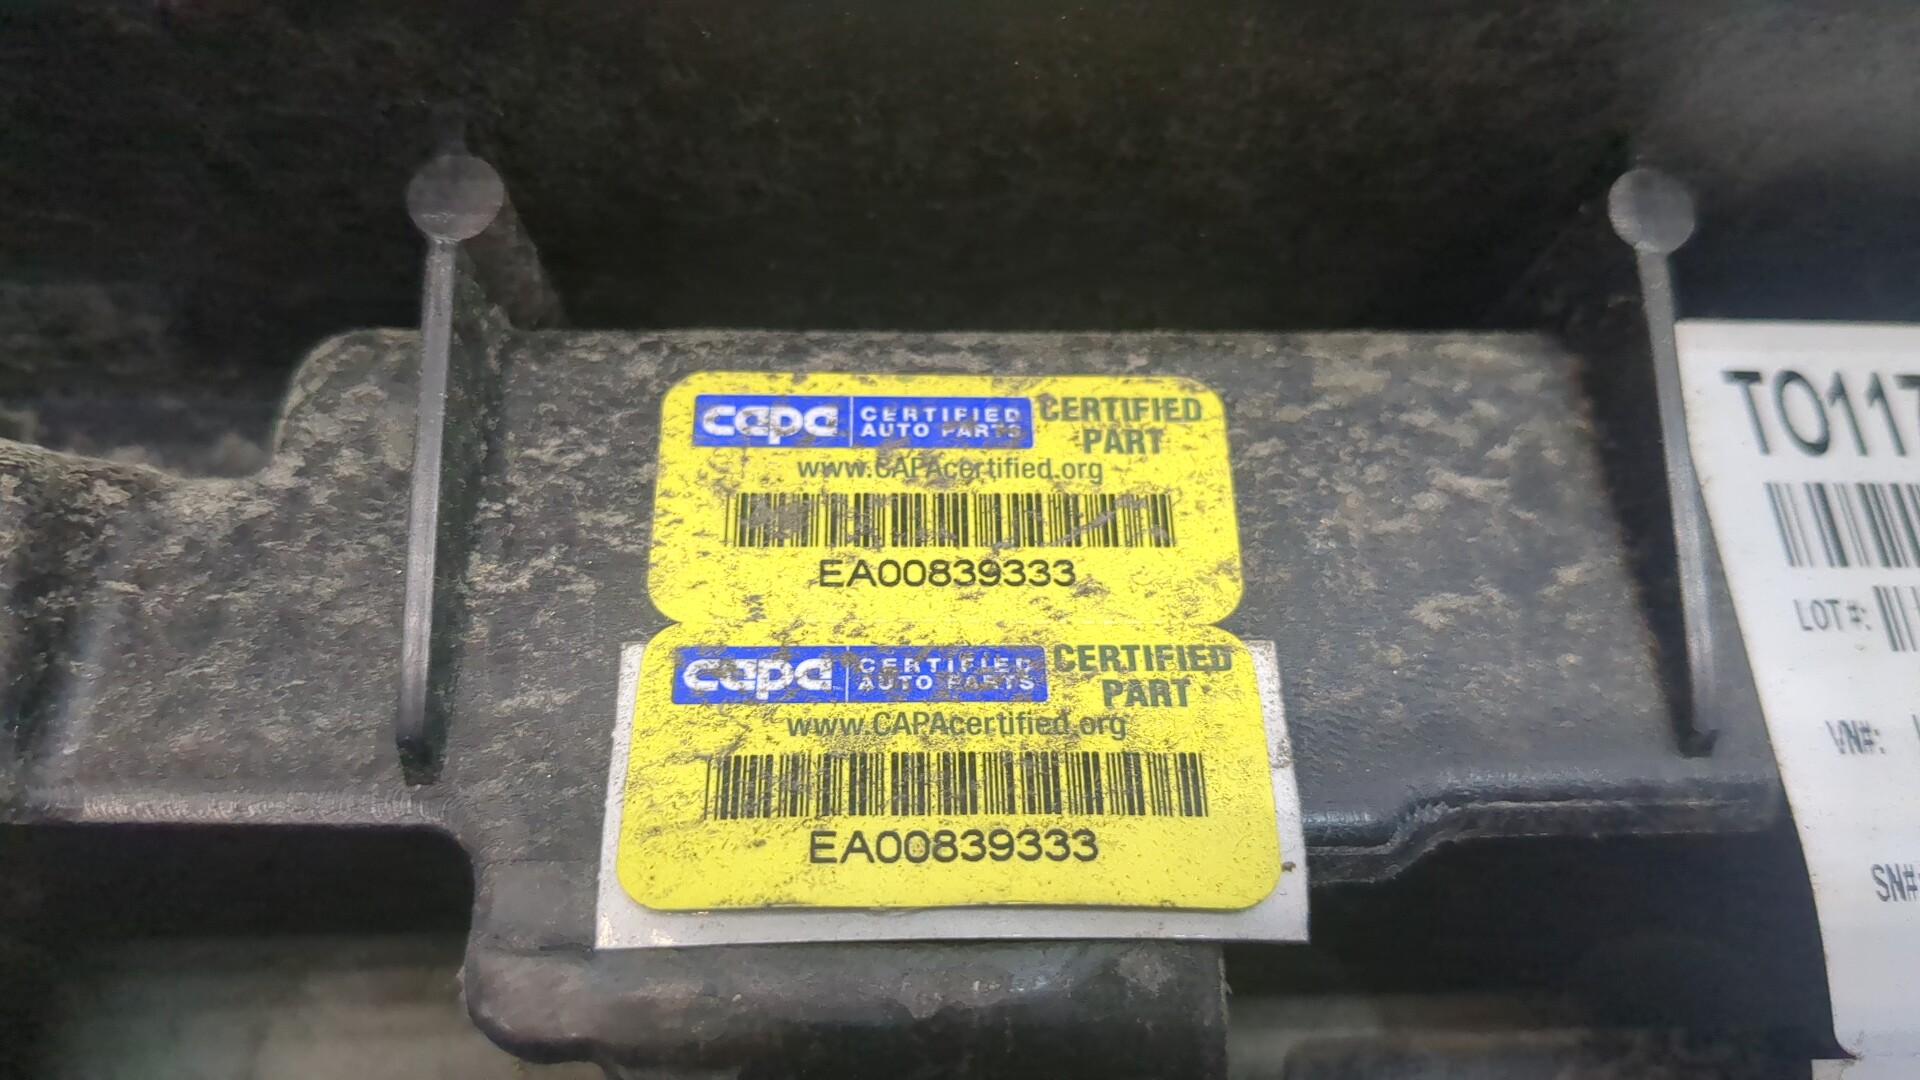 capa CERTIFIED AUTO PARTS CERTIFIED PART
www.CAPAcertified.org
EA00839333
capa CERTIFIED AUTO PARTS CERTIFIED PART
www.CAPAcertified.org
EA00839333
TO117
LOT#:
VN#:
SN#